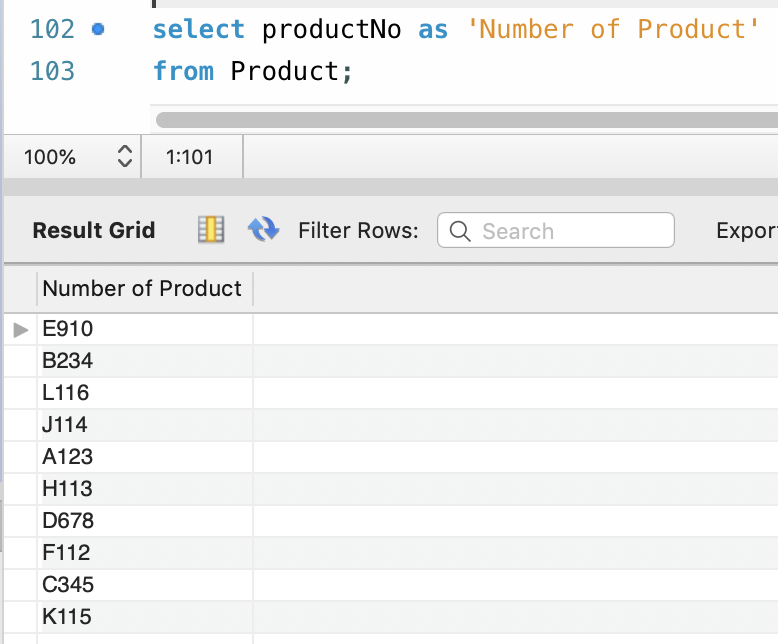 102 select productNo as 'Number of Product'
103 from Product;
100% 1:101
Result Grid Filter Rows: Search Expor
Number of Product
E910
B234
L116
J114
A123
H113
D678
F112
C345
K115